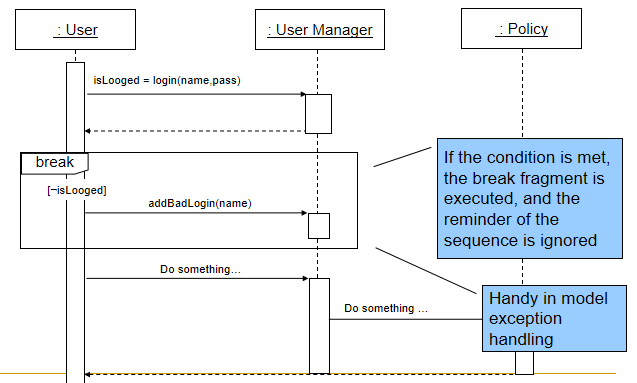 : User
: User Manager
: Policy
isLooged = login(name,pass)
break
[¬isLooged]
addBadLogin(name)
If the condition is met,
the break fragment is
executed, and the
reminder of the
sequence is ignored
Do something…
Do something …
Handy in model
exception
handling